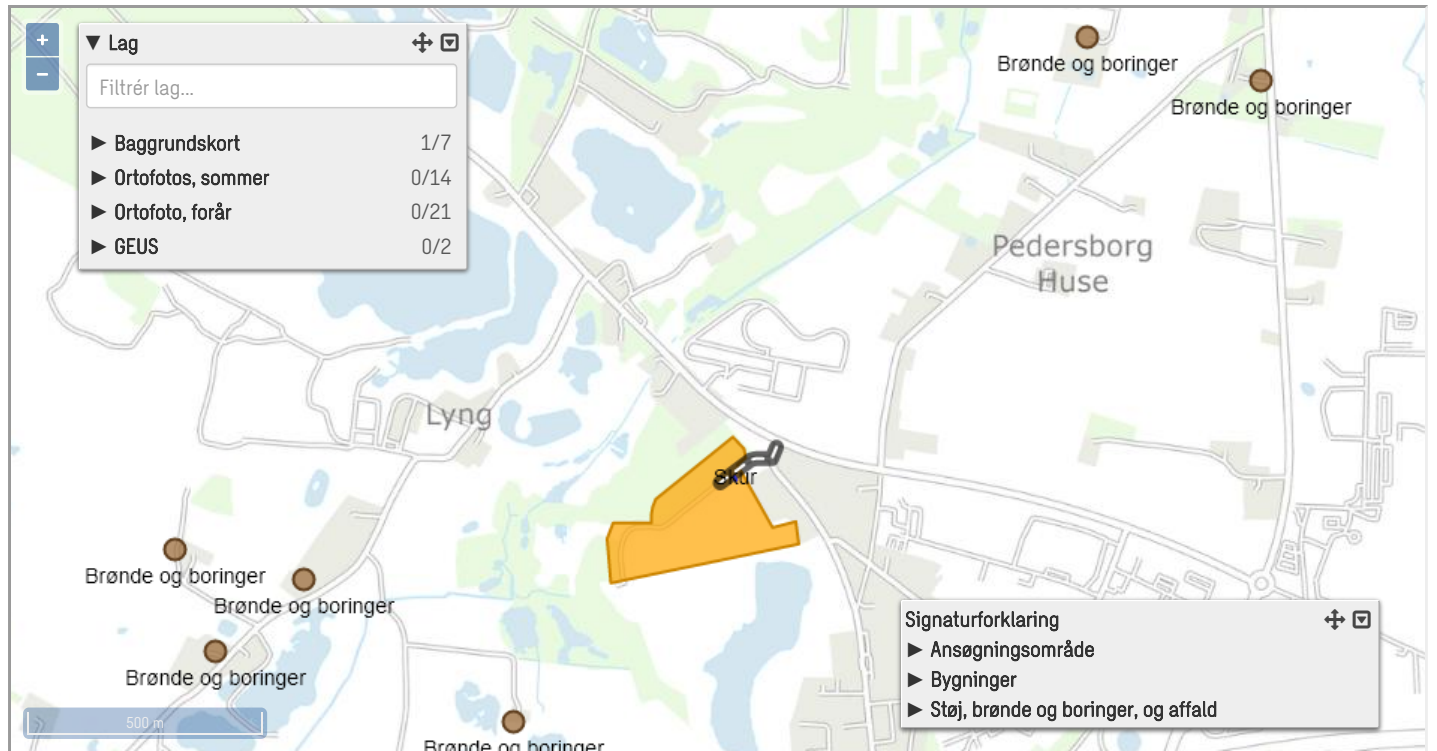 +
−
▼ Lag
Filtrér lag...
► Baggrundskort 1/7
► Ortofotos, sommer 0/14
► Ortofoto, forår 0/21
► GEUS 0/2
Brønde og boringer
Brønde og boringer
Pedersborg
Huse
Lyng
Skur
Brønde og boringer
Brønde og boringer
Brønde og boringer
Brønde og boringer
500 m
Signaturforklaring
► Ansøgningsområde
► Bygninger
► Støj, brønde og boringer, og affald